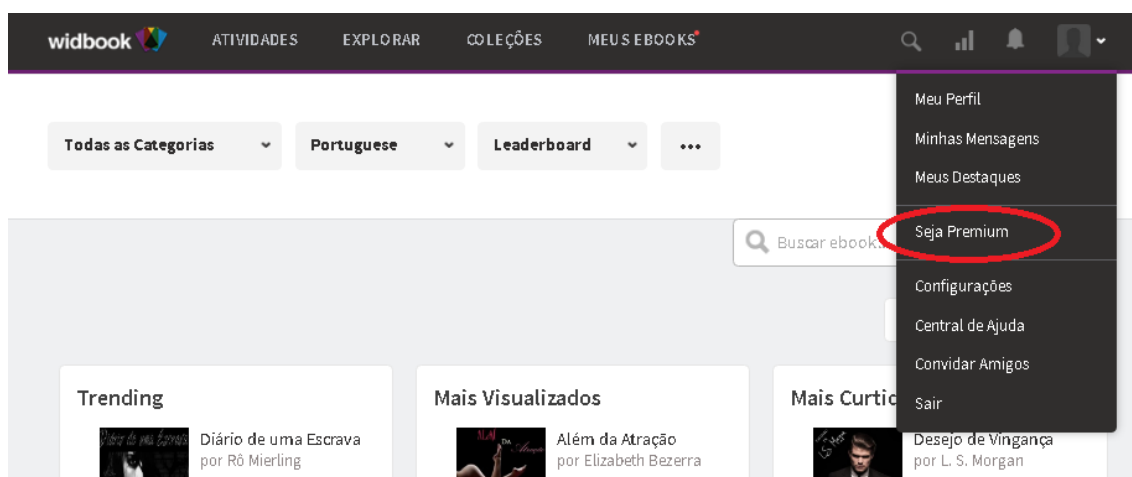 widbook ATIVIDADES EXPLORAR COLEÇÕES MEUS EBOOKS
Meu Perfil
Minhas Mensagens
Meus Destaques
Seja Premium
Configurações
Central de Ajuda
Convidar Amigos
Sair
Todas as Categorias Portuguese Leaderboard •••
Buscar ebook...
Trending
Diário de uma Escrava
por Rô Mierling
Mais Visualizados
Além da Atração
por Elizabeth Bezerra
Mais Curtid
Desejo de Vingança
por L. S. Morgan